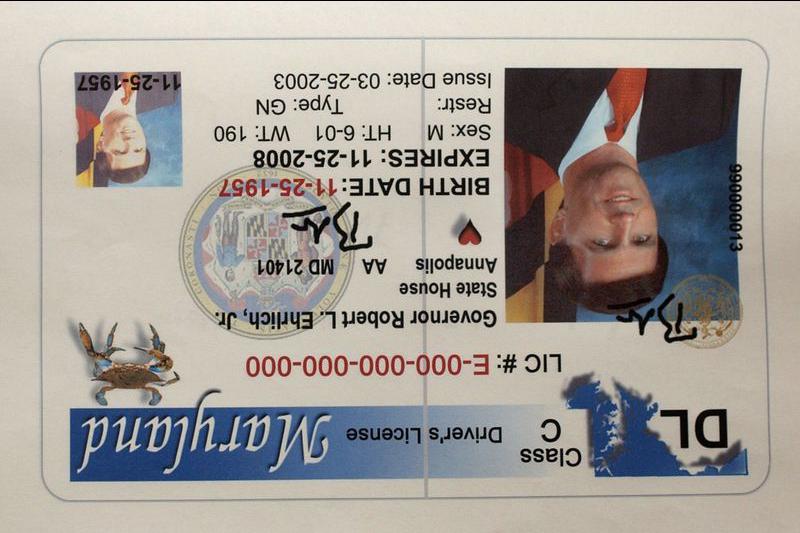 DL
Class
C
Driver's License
Maryland
LIC #: E-000-000-000-000
Governor Robert L. Ehrlich, Jr.
State House
Annapolis AA MD 21401
BIRTH DATE: 11-25-1957
EXPIRES: 11-25-2008
Sex: M HT: 6-01 WT: 190
Restr: Type: GN
Issue Date: 03-25-2003
9900000013
11-25-1957